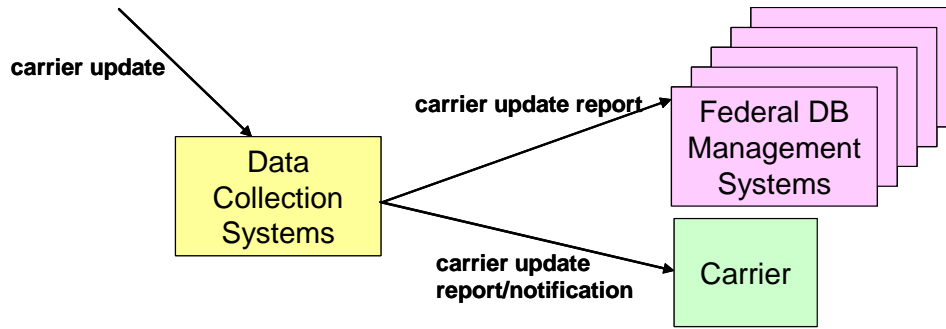 carrier update
carrier update report
Federal DB
Management
Systems
Data
Collection
Systems
carrier update
report/notification
Carrier